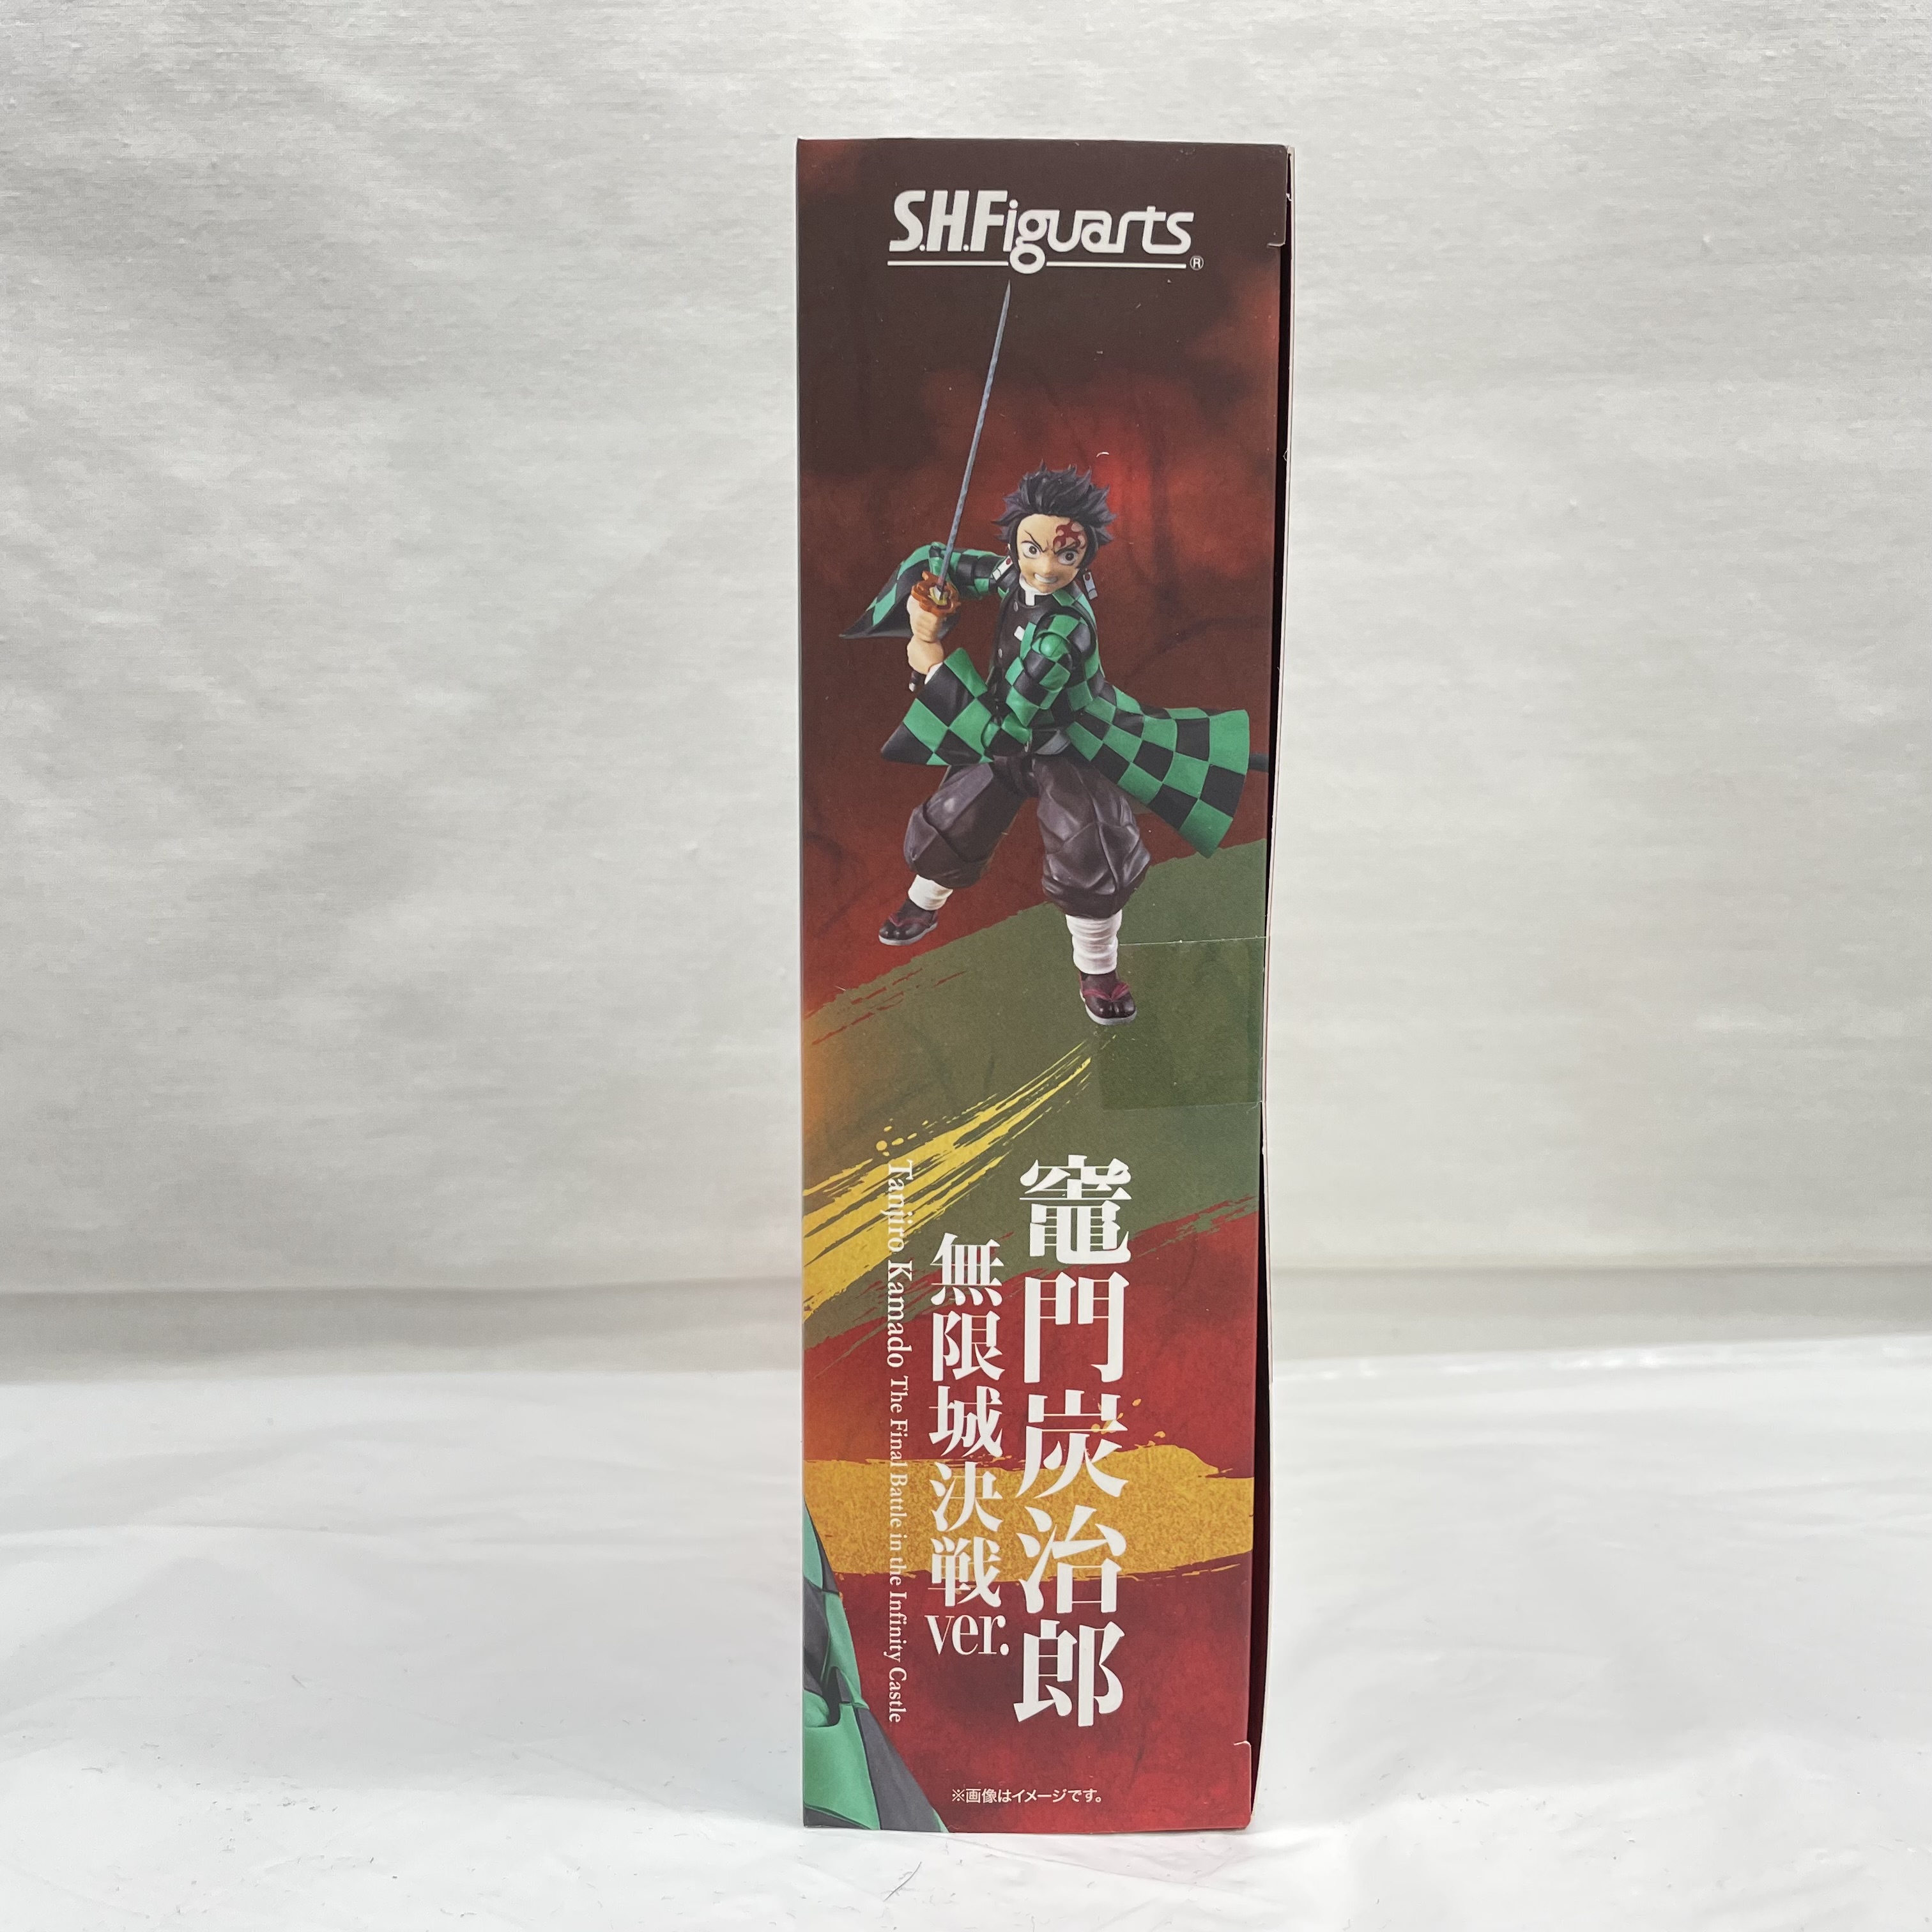 S.H.Figuarts®
竈門炭治郎
無限城決戦ver.
Tanjiro Kamado The Final Battle in the Infinity Castle
※画像はイメージです。